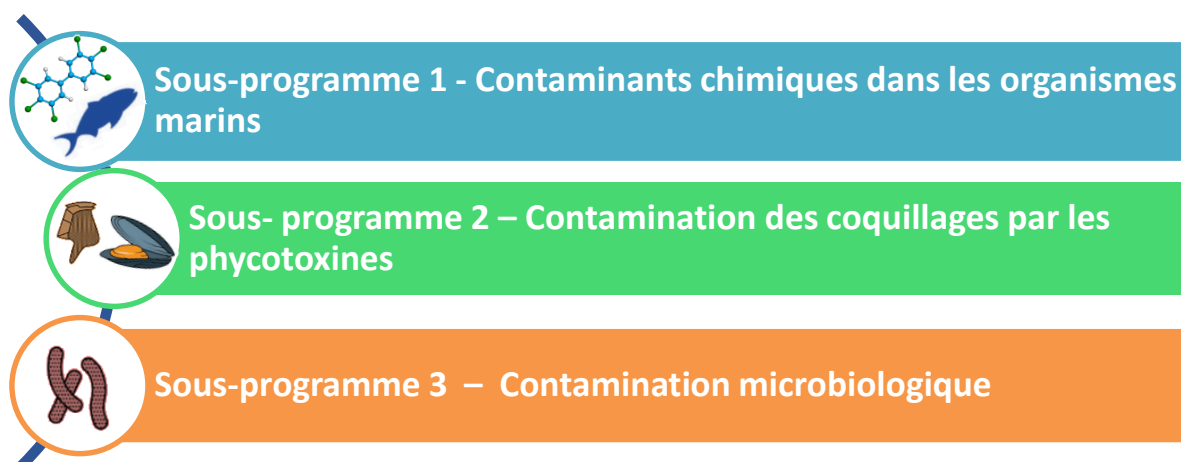 Sous-programme 1 - Contaminants chimiques dans les organismes
marins
Sous- programme 2 – Contamination des coquillages par les
phycotoxines
Sous-programme 3 – Contamination microbiologique